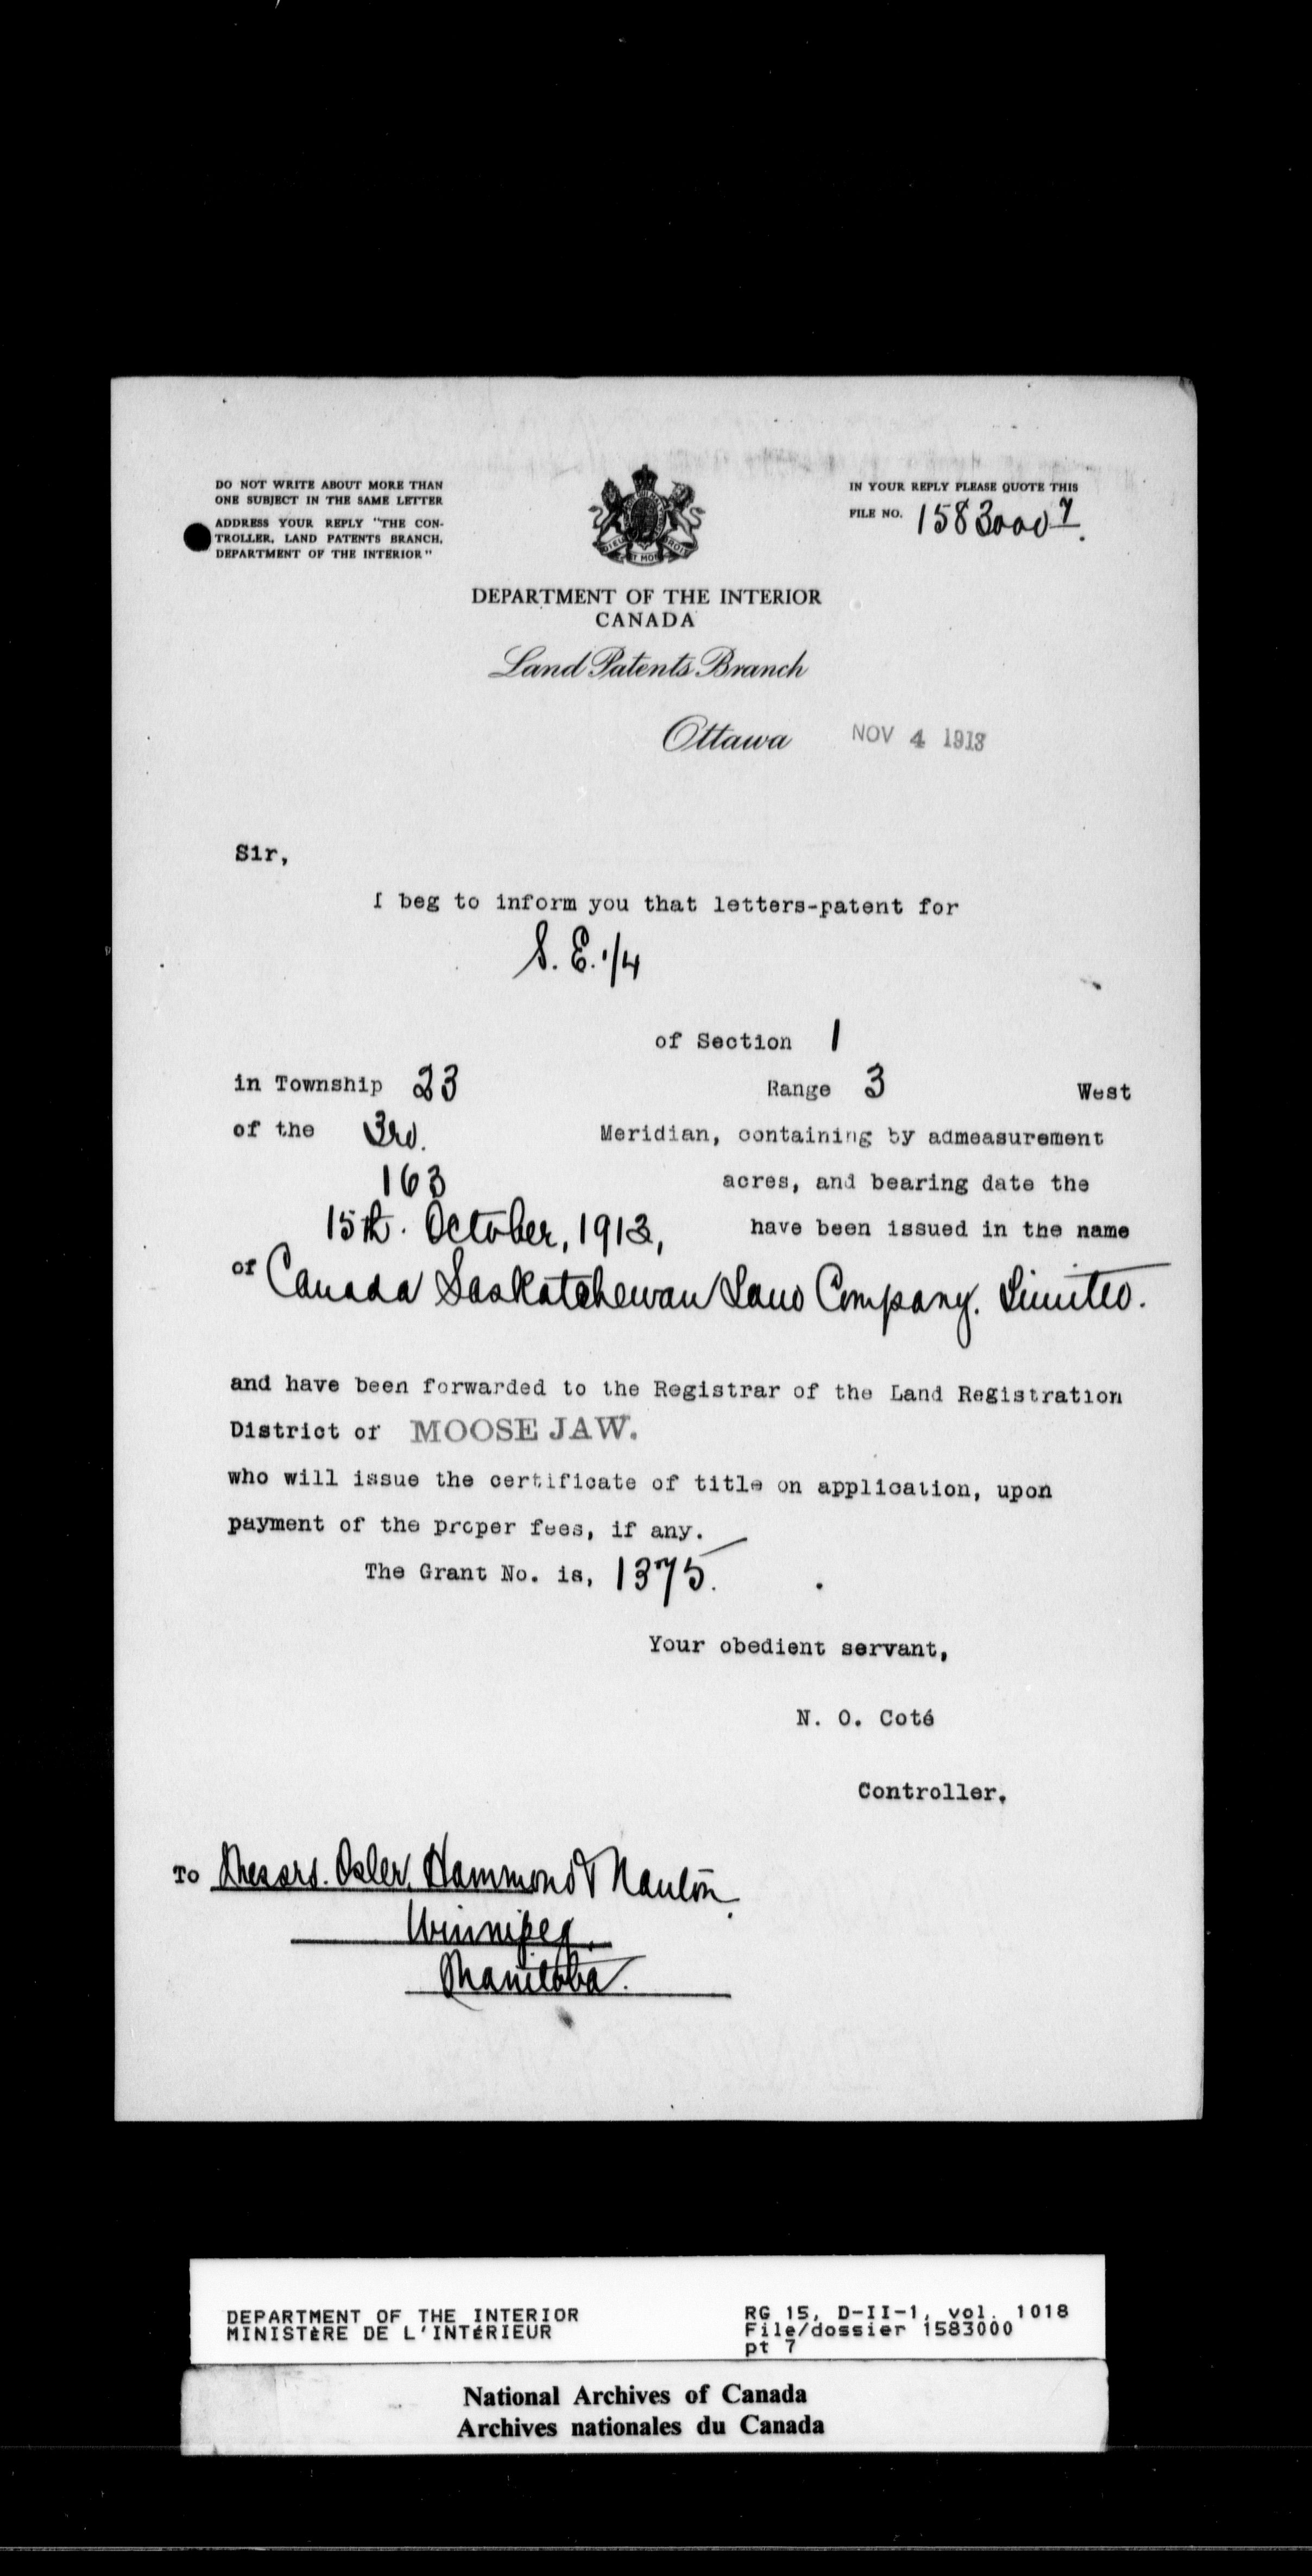 DO NOT WRITE ABOUT MORE THAN
ONE SUBJECT IN THE SAME LETTER
ADDRESS YOUR REPLY "THE CON-
TROLLER, LAND PATENTS BRANCH,
DEPARTMENT OF THE INTERIOR"
IN YOUR REPLY PLEASE QUOTE THIS
FILE NO. 1583000 7.
DIEU ET MON DROIT
DEPARTMENT OF THE INTERIOR
CANADA
Land Patents Branch
Ottawa NOV 4 1913
Sir,
I beg to inform you that letters-patent for
S. E. 1/4
of Section 1
in Township 23 Range 3 West
of the 3rd. Meridian, containing by admeasurement
163 acres, and bearing date the
15th. October, 1913, have been issued in the name
of Canada Saskatchewan Land Company. Limited.
and have been forwarded to the Registrar of the Land Registration
District of MOOSE JAW.
who will issue the certificate of title on application, upon
payment of the proper fees, if any.
The Grant No. is, 1375.
Your obedient servant,
N. O. Coté
Controller.
To Messrs. Osler, Hammond & Nanton.
Winnipeg.
Manitoba.
DEPARTMENT OF THE INTERIOR
MINISTÈRE DE L'INTÉRIEUR
RG 15, D-II-1, vol. 1018
File/dossier 1583000
pt 7
National Archives of Canada
Archives nationales du Canada